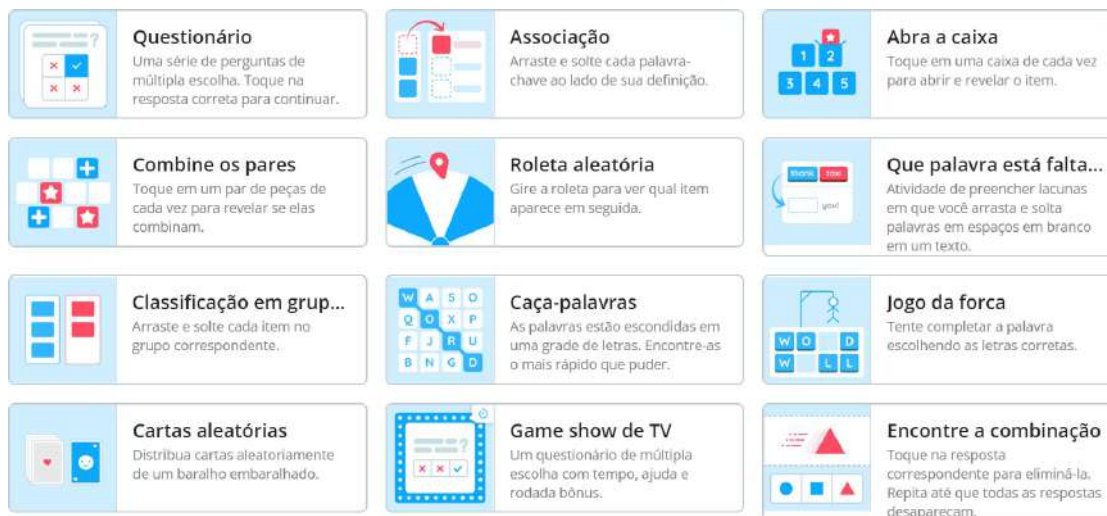 Questionário
Uma série de perguntas de
múltipla escolha. Toque na
resposta correta para continuar.
Associação
Arraste e solte cada palavra-
chave ao lado de sua definição.
Abra a caixa
Toque em uma caixa de cada vez
para abrir e revelar o item.
1 2
3 4 5
Combine os pares
Toque em um par de peças de
cada vez para revelar se elas
combinam.
Roleta aleatória
Gire a roleta para ver qual item
aparece em seguida.
thank taxi
you!
Que palavra está falta...
Atividade de preencher lacunas
em que você arrasta e solta
palavras em espaços em branco
em um texto.
Classificação em grup...
Arraste e solte cada item no
grupo correspondente.
W A S O
Q O X P
F J R U
B N G D
Caça-palavras
As palavras estão escondidas em
uma grade de letras. Encontre-as
o mais rápido que puder.
W O D
W L L
Jogo da forca
Tente completar a palavra
escolhendo as letras corretas.
Cartas aleatórias
Distribua cartas aleatoriamente
de um baralho embaralhado.
?
Game show de TV
Um questionário de múltipla
escolha com tempo, ajuda e
rodada bônus.
Encontre a combinação
Toque na resposta
correspondente para eliminá-la.
Repita até que todas as respostas
desapareçam.